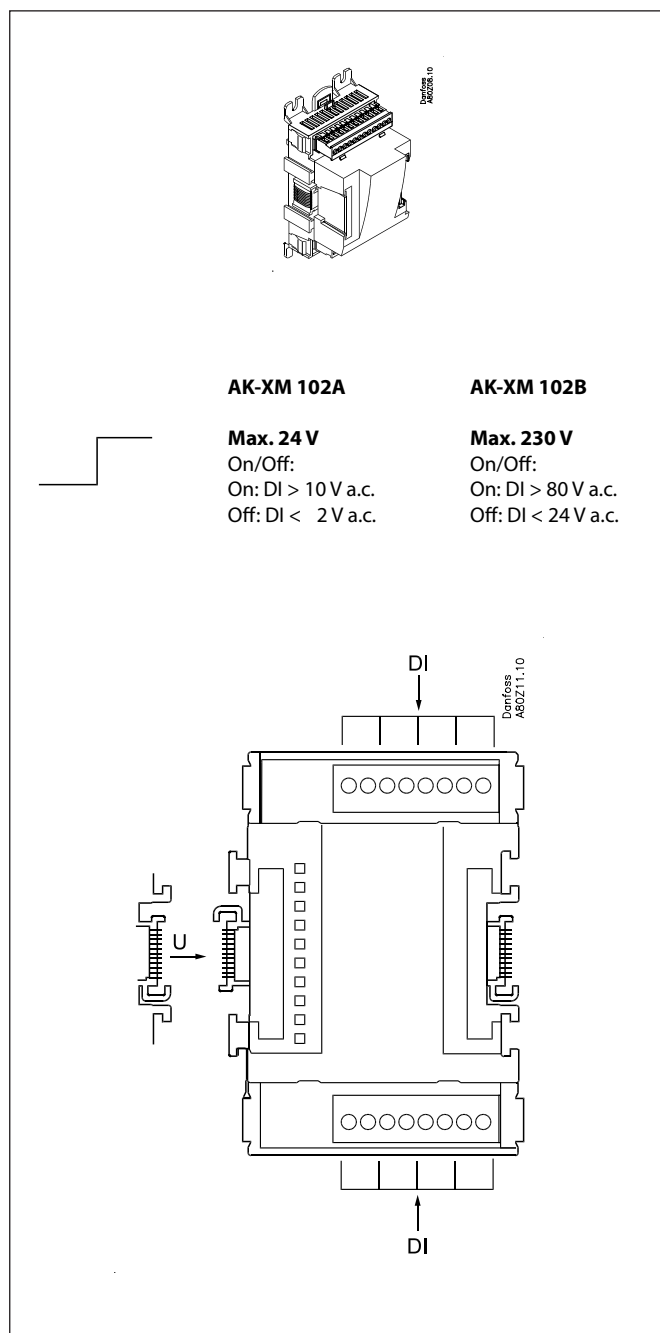 Danfoss
A80Z08.10
AK-XM 102A
Max. 24 V
On/Off:
On: DI > 10 V a.c.
Off: DI < 2 V a.c.
AK-XM 102B
Max. 230 V
On/Off:
On: DI > 80 V a.c.
Off: DI < 24 V a.c.
DI
Danfoss
A80Z11.10
U
DI